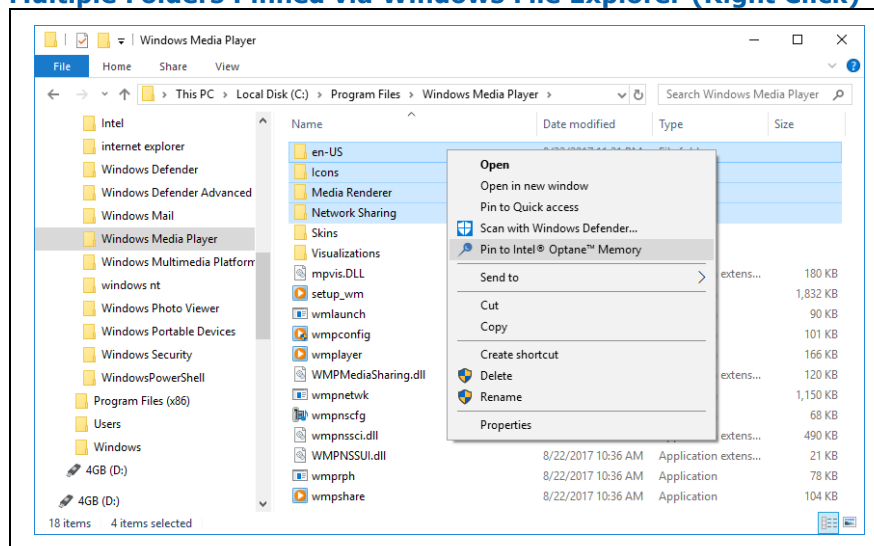 Multiple Folders Pinned via Windows File Explorer (Right Click)
Windows Media Player
File Home Share View
This PC > Local Disk (C:) > Program Files > Windows Media Player >
Search Windows Media Player
Intel
internet explorer
Windows Defender
Windows Defender Advanced
Windows Mail
Windows Media Player
Windows Multimedia Platform
windows nt
Windows Photo Viewer
Windows Portable Devices
Windows Security
WindowsPowerShell
Program Files (x86)
Users
Windows
4GB (D:)
4GB (D:)
Name Date modified Type Size
en-US
Icons
Media Renderer
Network Sharing
Skins
Visualizations
mpvis.DLL extens... 180 KB
setup_wm 1,832 KB
wmlaunch 90 KB
wmpconfig 101 KB
wmplayer 166 KB
WMPMediaSharing.dll extens... 120 KB
wmpnetwk 1,150 KB
wmpnscfg 68 KB
wmpnssci.dll extens... 490 KB
WMPNSSUI.dll 8/22/2017 10:36 AM Application extens... 21 KB
wmprph 8/22/2017 10:36 AM Application 78 KB
wmpshare 8/22/2017 10:36 AM Application 104 KB
Open
Open in new window
Pin to Quick access
Scan with Windows Defender...
Pin to Intel® Optane™ Memory
Send to
Cut
Copy
Create shortcut
Delete
Rename
Properties
18 items 4 items selected